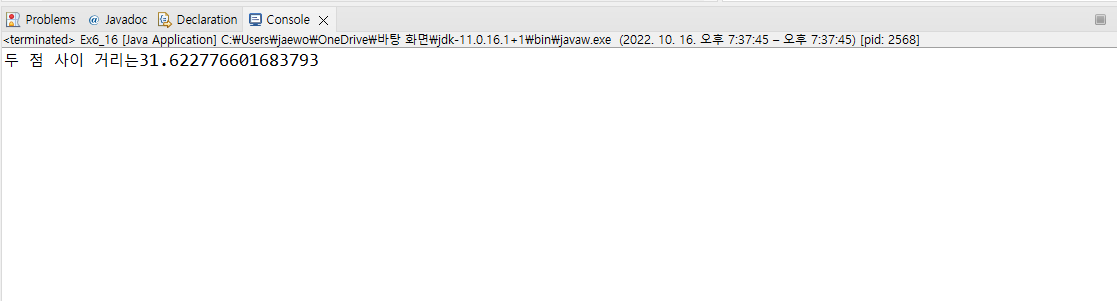 Problems @ Javadoc Declaration Console
<terminated> Ex6_16 [Java Application] C:₩Users₩jaewo₩OneDrive₩바탕 화면₩jdk-11.0.16.1+1₩bin₩javaw.exe (2022. 10. 16. 오후 7:37:45 – 오후 7:37:45) [pid: 2568]
두 점 사이 거리는31.622776601683793